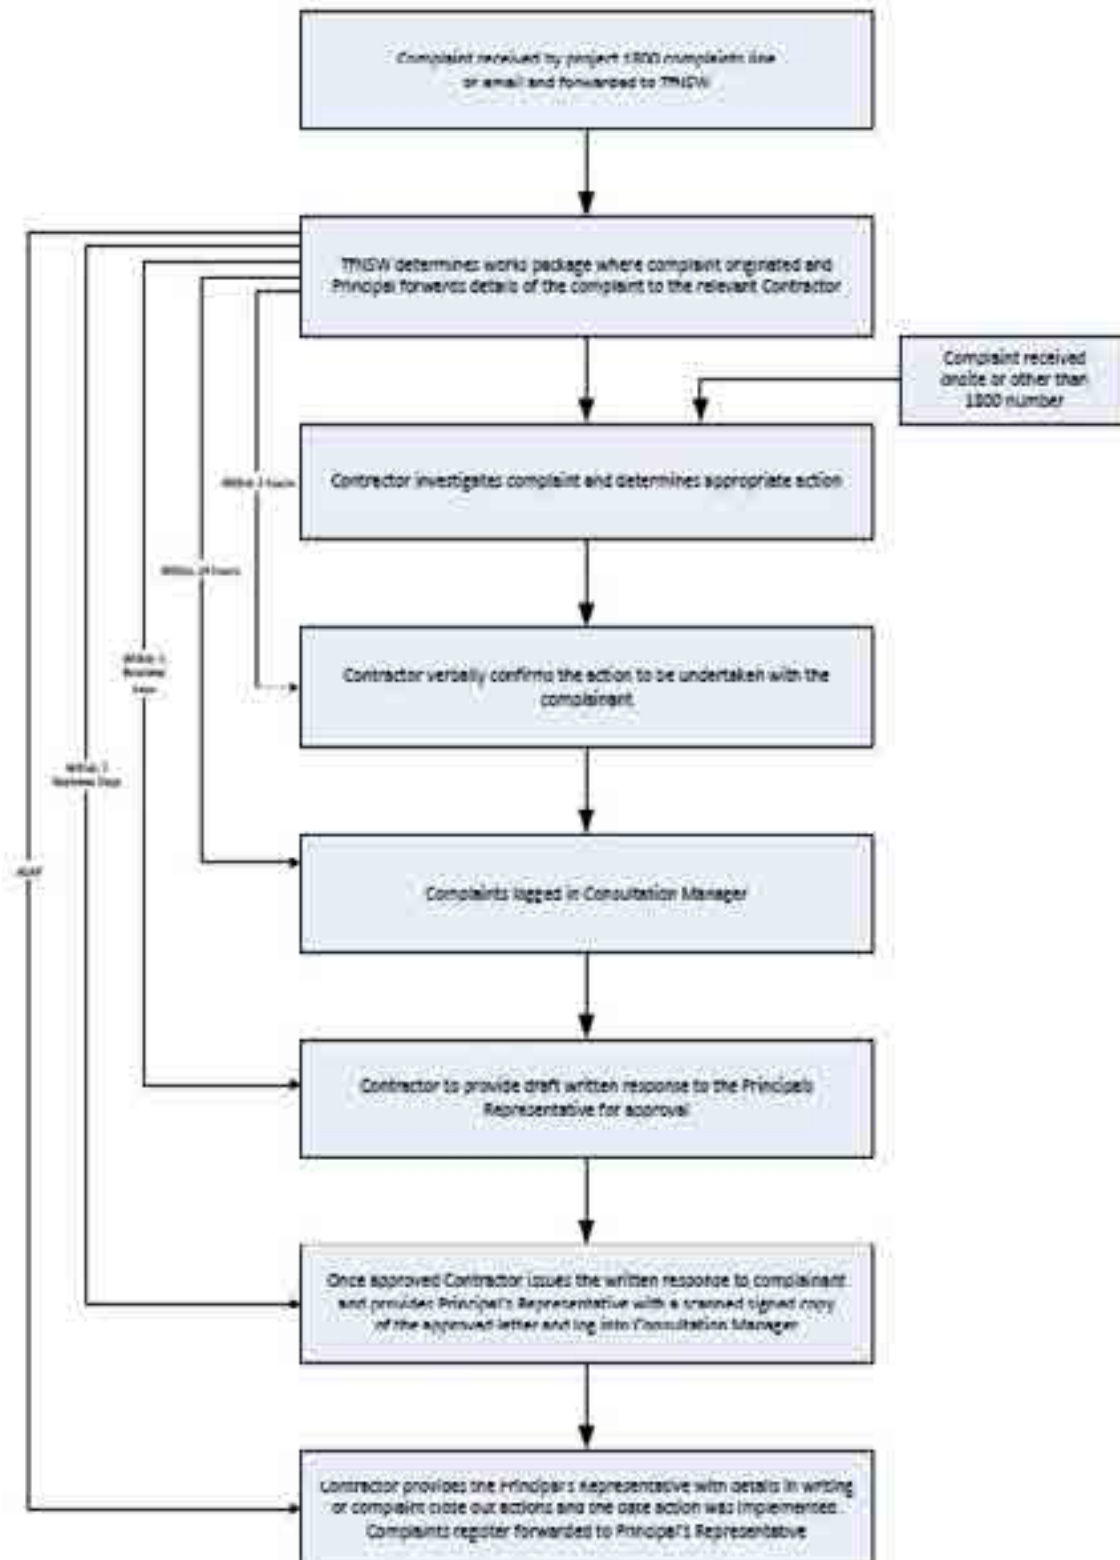 Complaint received by project 1800 complaints line
or email and forwarded to TfNSW
TfNSW determines works package where complaint originated and
Principal forwards details of the complaint to the relevant Contractor
Complaint received
onsite or other than
1800 number
Contractor investigates complaint and determines appropriate action
Within 2 hours
Within 24 hours
Contractor verbally confirms the action to be undertaken with the
complainant
Within
Business
Days
Within
Business Days
Complaints logged in Consultation Manager
ASAP
Contractor to provide draft written response to the Principals
Representative for approval
Once approved Contractor issues the written response to complainant
and provides Principal's Representative with a scanned signed copy
of the approved letter and log into Consultation Manager
Contractor provides the Principal's Representative with details in writing
of complaint close out actions and the date action was implemented.
Complaints register forwarded to Principal's Representative